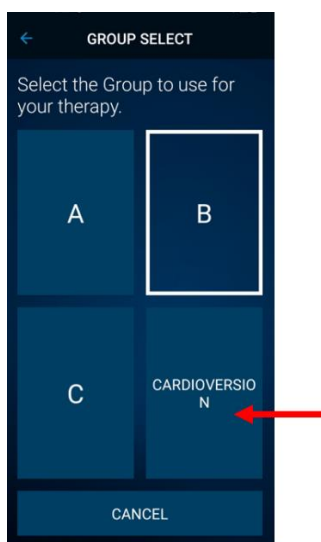 GROUP SELECT
Select the Group to use for
your therapy.
A
B
C
CARDIOVERSIO
N
CANCEL